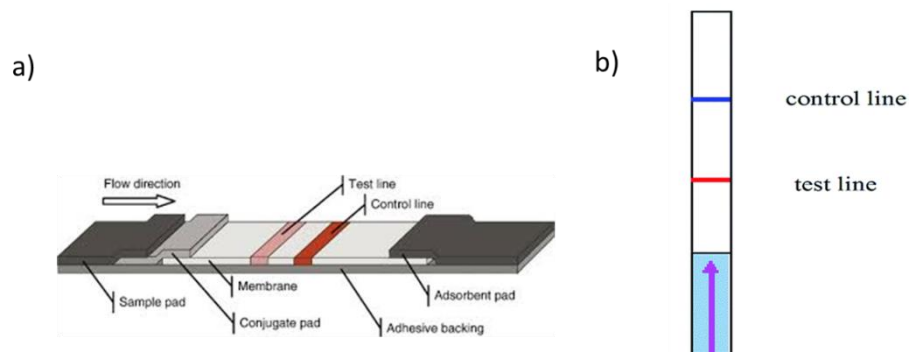 a)
Flow direction
Test line
Control line
Sample pad
Conjugate pad
Membrane
Adhesive backing
Adsorbent pad
b)
control line
test line